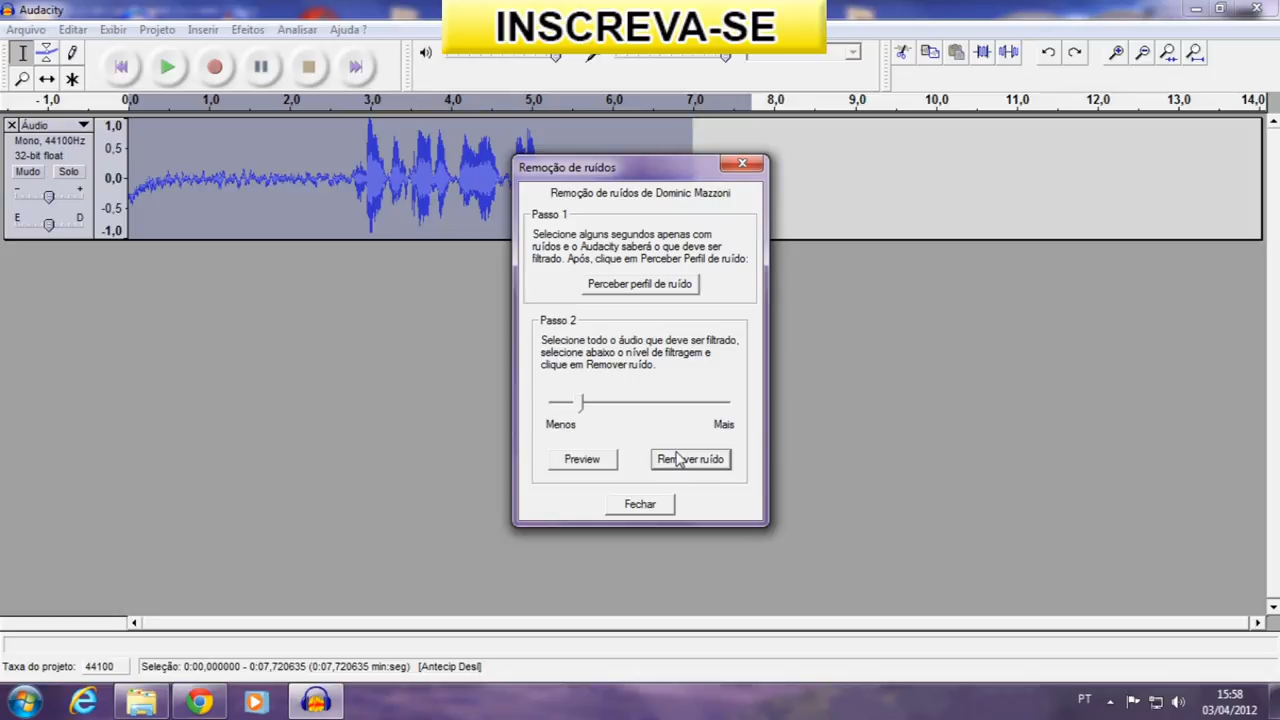 Audacity
INSCREVA-SE
Arquivo Editar Exibir Projeto Inserir Efeitos Analisar Ajuda ?
- 1,0 0,0 1,0 2,0 3,0 4,0 5,0 6,0 7,0 8,0 9,0 10,0 11,0 12,0 13,0 14,0
Áudio
Mono, 44100Hz
32-bit float
Mudo Solo
- +
E D
1,0
0,5
0,0
-0,5
-1,0
Remoção de ruídos
Remoção de ruídos de Dominic Mazzoni
Passo 1
Selecione alguns segundos apenas com
ruídos e o Audacity saberá o que deve ser
filtrado. Após, clique em Perceber Perfil de ruído:
Perceber perfil de ruído
Passo 2
Selecione todo o áudio que deve ser filtrado,
selecione abaixo o nível de filtragem e
clique em Remover ruído.
Menos Mais
Preview Remover ruído
Fechar
Taxa do projeto: 44100 Seleção: 0:00,000000 - 0:07,720635 (0:07,720635 min:seg) [Antecip Desl]
PT
15:58
03/04/2012